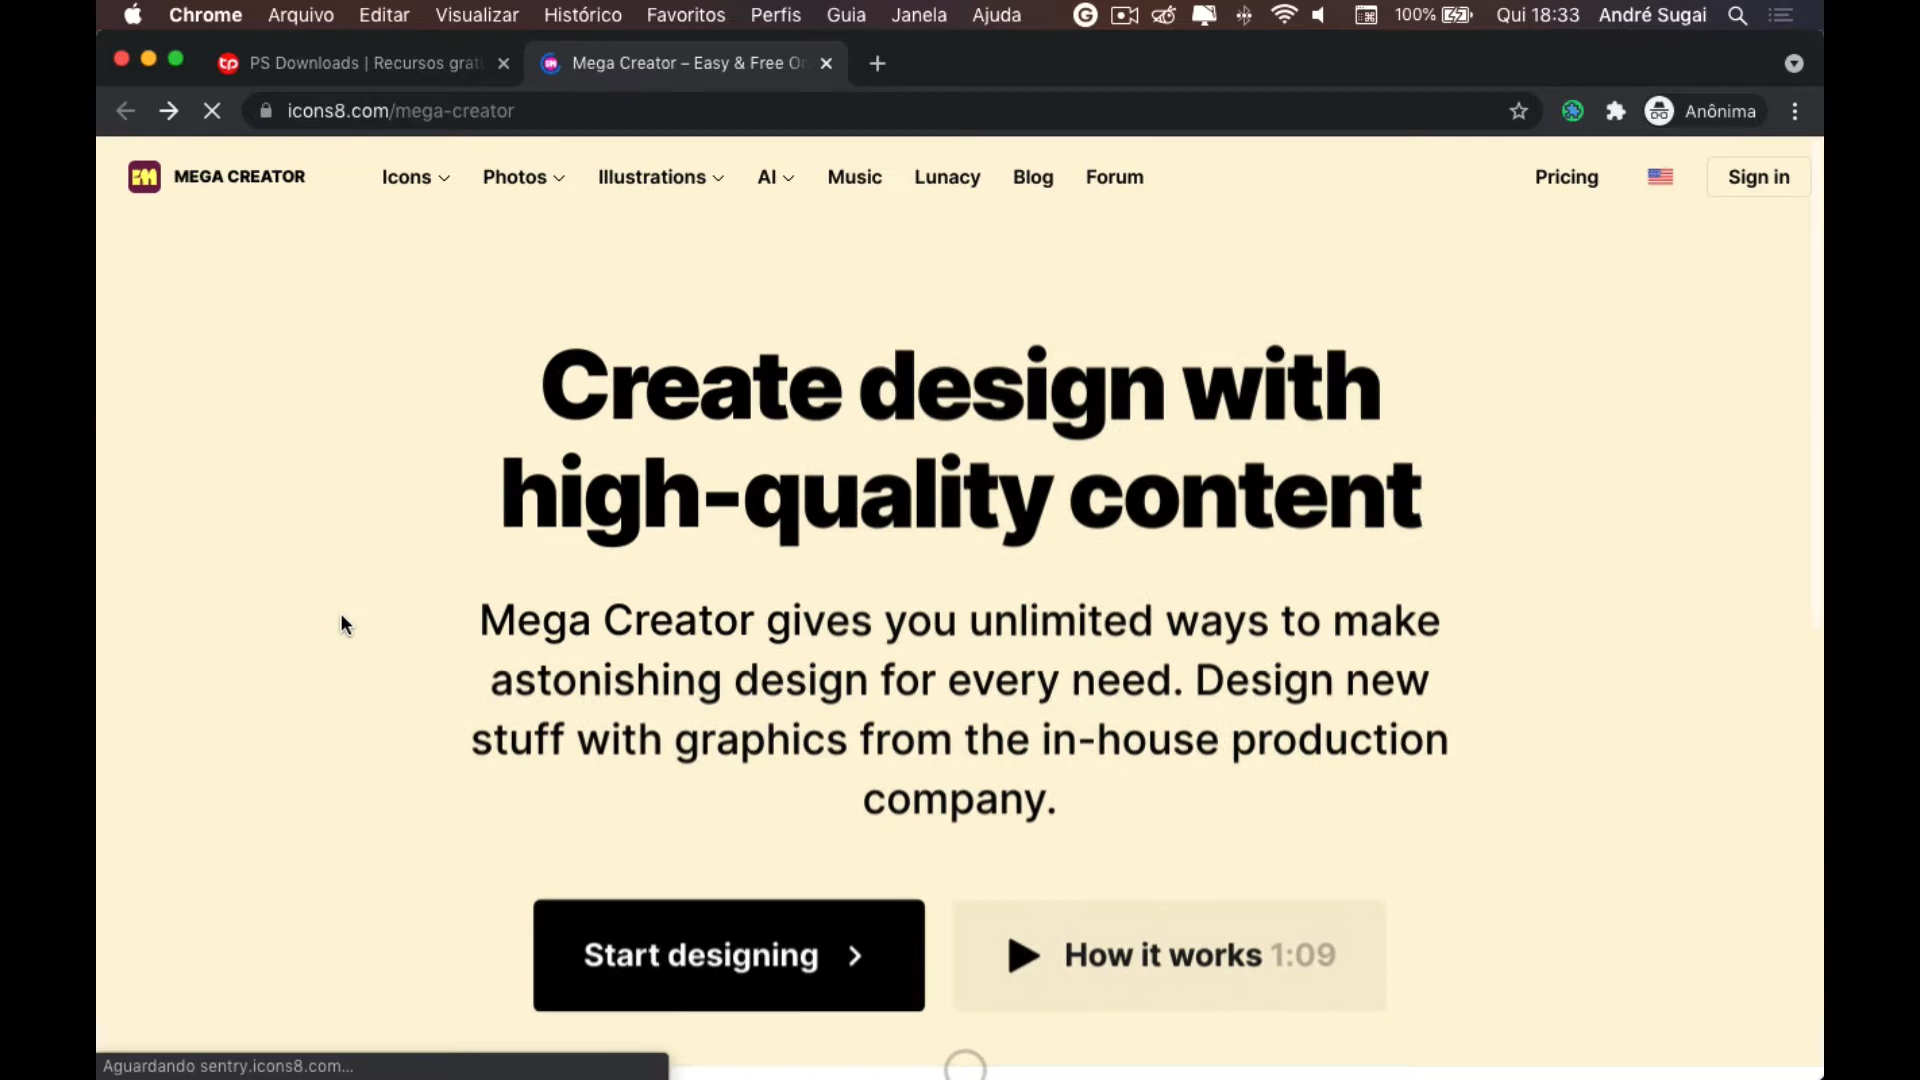 Chrome Arquivo Editar Visualizar Histórico Favoritos Perfis Guia Janela Ajuda 100% Qui 18:33 André Sugai
tp PS Downloads | Recursos grat Mega Creator – Easy & Free O
icons8.com/mega-creator Anônima
MEGA CREATOR Icons Photos Illustrations AI Music Lunacy Blog Forum Pricing Sign in
Create design with
high-quality content
Mega Creator gives you unlimited ways to make
astonishing design for every need. Design new
stuff with graphics from the in-house production
company.
Start designing How it works 1:09
Aguardando sentry.icons8.com...